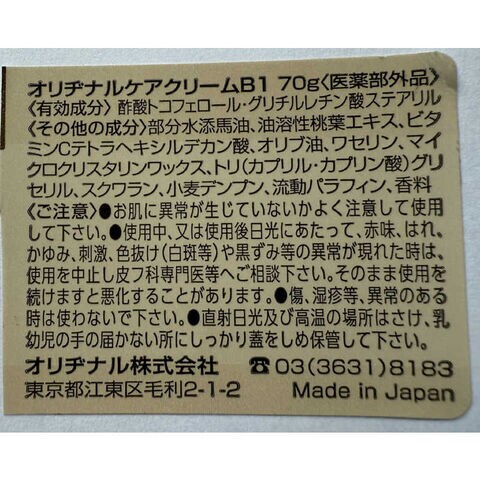 オリヂナルケアクリームB1 70g〈医薬部外品〉
〈有効成分〉 酢酸トコフェロール・グリチルレチン酸ステアリル
〈その他の成分〉部分水添馬油、油溶性桃葉エキス、ビタ
ミンCテトラヘキシルデカン酸、オリブ油、ワセリン、マイ
クロクリスタリンワックス、トリ(カプリル・カプリン酸)グリ
セリル、スクワラン、小麦デンプン、流動パラフィン、香料
〈ご注意〉●お肌に異常が生じていないかよく注意して使用
して下さい。●使用中、又は使用後日光にあたって、赤味、はれ、
かゆみ、刺激、色抜け(白斑等)や黒ずみ等の異常が現れた時は、
使用を中止し皮フ科専門医等へご相談下さい。そのまま使用を
続けますと悪化することがあります。●傷、湿疹等、異常のある
時は使わないで下さい。●直射日光及び高温の場所はさけ、乳
幼児の手の届かない所にしっかり蓋をしめ保管して下さい。
オリヂナル株式会社 ☎03(3631)8183
東京都江東区毛利2-1-2 Made in Japan